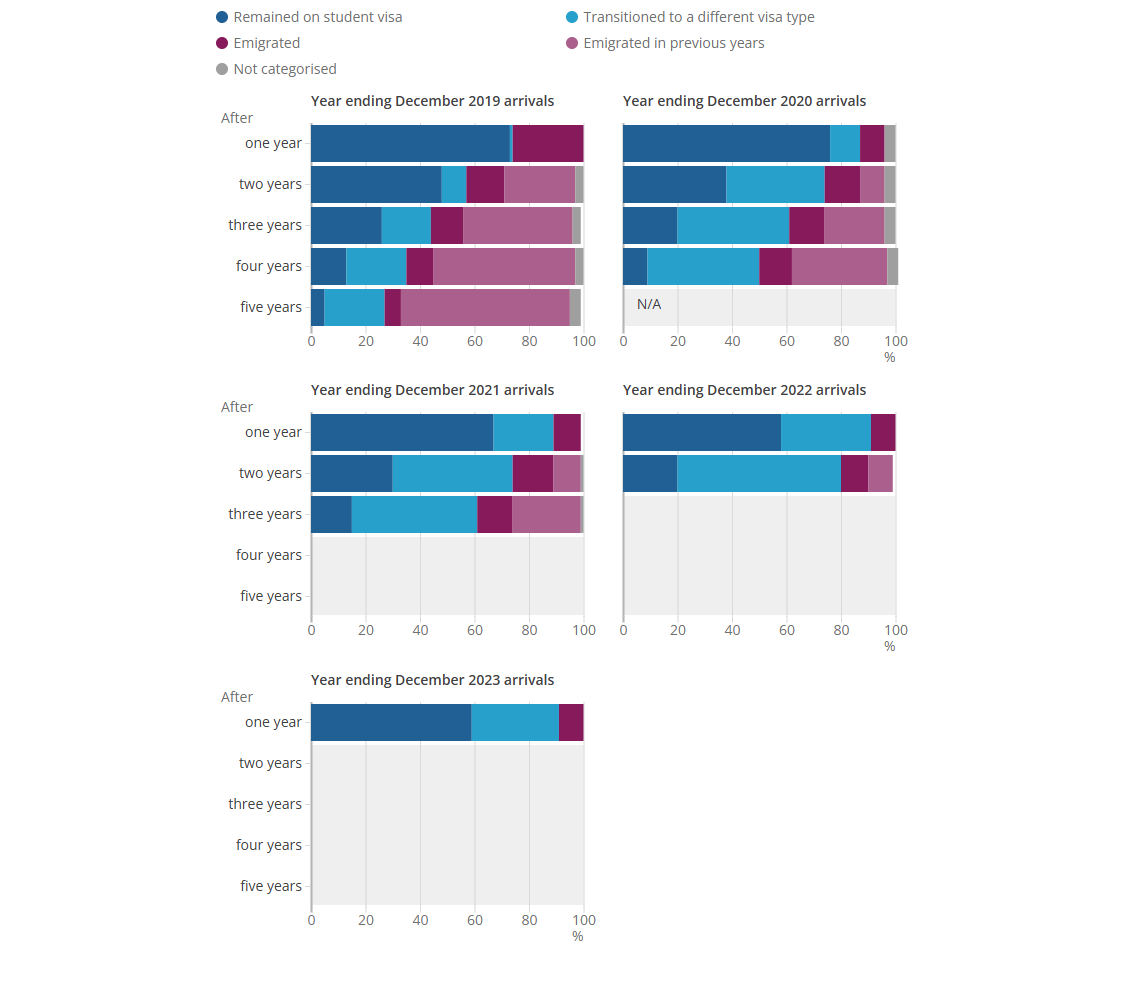 Remained on student visa
Transitioned to a different visa type
Emigrated
Emigrated in previous years
Not categorised
Year ending December 2019 arrivals
After
one year
two years
three years
four years
five years
0 20 40 60 80 100
Year ending December 2020 arrivals
N/A
0 20 40 60 80 100
%
Year ending December 2021 arrivals
After
one year
two years
three years
four years
five years
0 20 40 60 80 100
Year ending December 2022 arrivals
0 20 40 60 80 100
%
Year ending December 2023 arrivals
After
one year
two years
three years
four years
five years
0 20 40 60 80 100
%